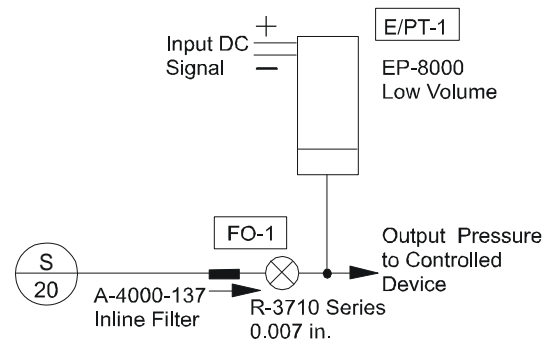 +
E/PT-1
Input DC
Signal
−
EP-8000
Low Volume
FO-1
Output Pressure
to Controlled
Device
S
20
A-4000-137
Inline Filter
R-3710 Series
0.007 in.